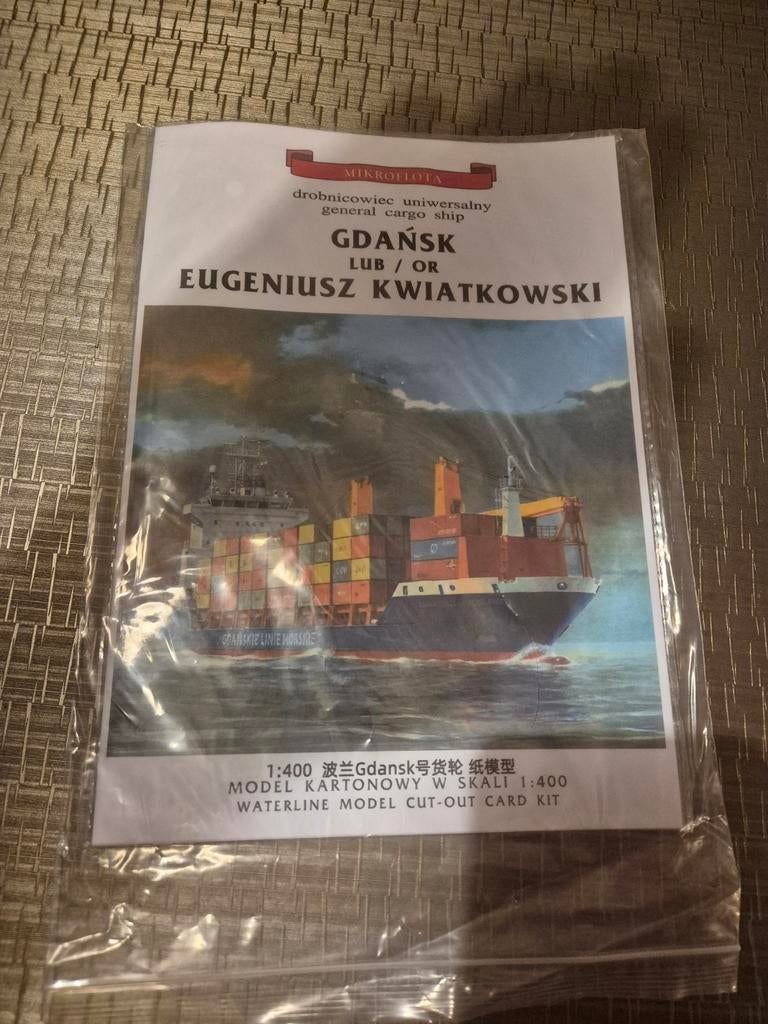 MIKROFLOTA
drobnicowiec uniwersalny
general cargo ship
GDAŃSK
LUB / OR
EUGENIUSZ KWIATKOWSKI
GDAŃSKIE LINIE MORSKIE
1:400 波兰Gdansk号货轮 纸模型
MODEL KARTONOWY W SKALI 1:400
WATERLINE MODEL CUT-OUT CARD KIT